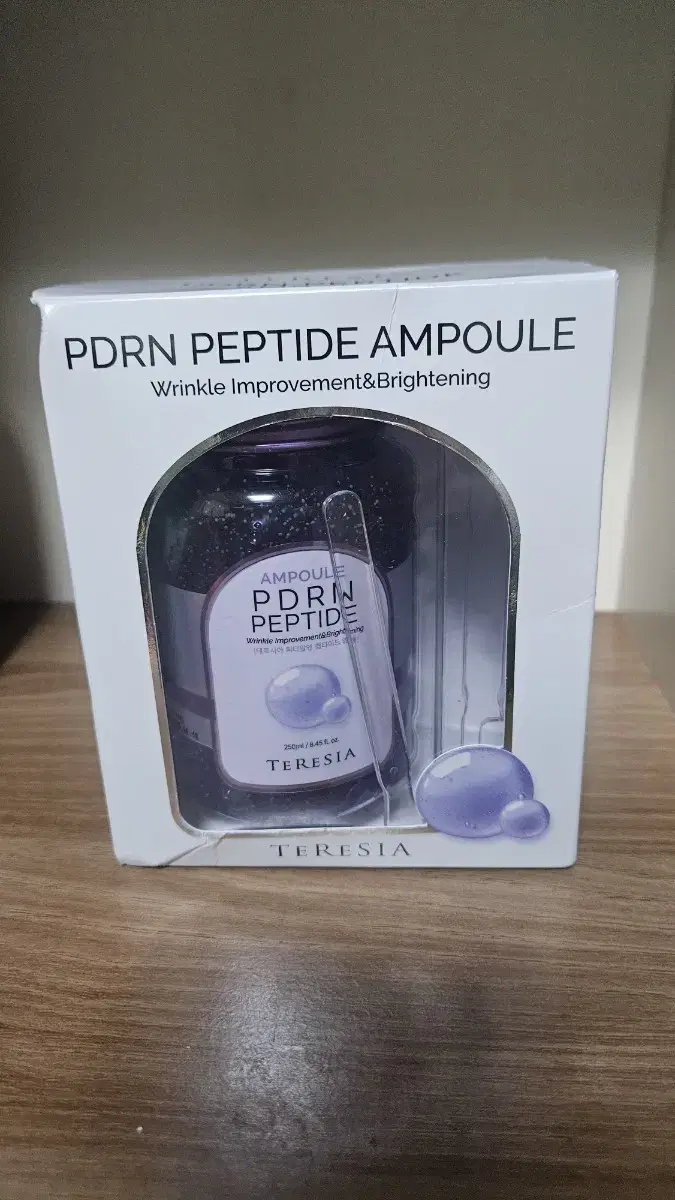 PDRN PEPTIDE AMPOULE
Wrinkle Improvement&Brightening
AMPOULE
PDRN
PEPTIDE
Wrinkle Improvement&Brightening
250ml / 8.45 fl. oz.
TERESIA
TERESIA